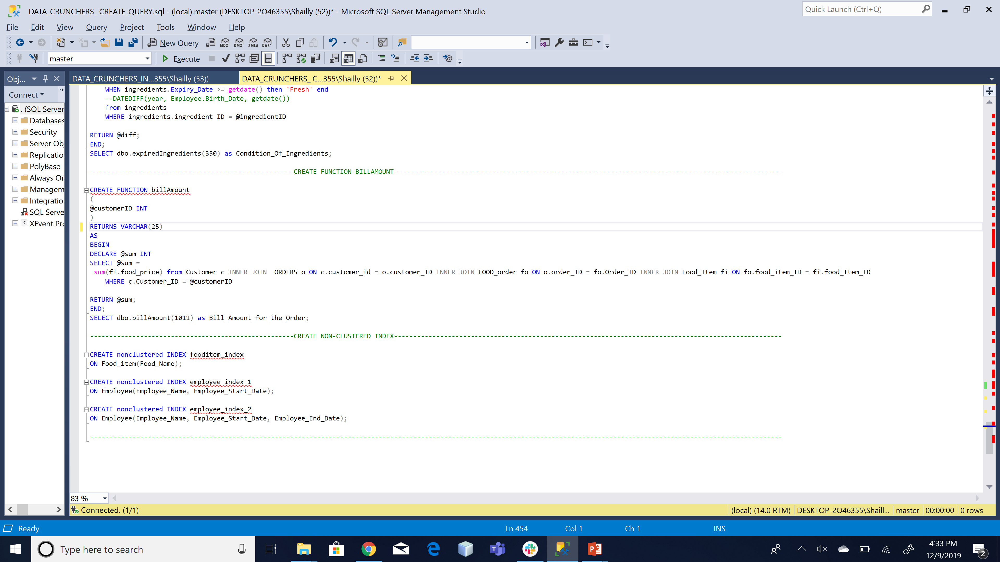 DATA_CRUNCHERS_ CREATE_QUERY.sql - (local).master (DESKTOP-2O46355\Shailly (52))* - Microsoft SQL Server Management Studio
Quick Launch (Ctrl+Q)
File Edit View Query Project Tools Window Help
New Query MDX DMX XMLA DAX
master Execute
Obj... DATA_CRUNCHERS_IN...355\Shailly (53)) DATA_CRUNCHERS_ C...355\Shailly (52))*
Connect
. (SQL Server
Databases
Security
Server Ob
Replicatio
PolyBase
Always On
Managem
Integration
SQL Serve
XEvent Pro
WHEN ingredients.Expiry_Date >= getdate() then 'Fresh' end
--DATEDIFF(year, Employee.Birth_Date, getdate())
from ingredients
WHERE ingredients.ingredient_ID = @ingredientID
RETURN @diff;
END;
SELECT dbo.expiredIngredients(350) as Condition_Of_Ingredients;
-----------------------------------------------------CREATE FUNCTION BILLAMOUNT-----------------------------------------------------------------------------------------------------
CREATE FUNCTION billAmount
(
@customerID INT
)
RETURNS VARCHAR(25)
AS
BEGIN
DECLARE @sum INT
SELECT @sum =
sum(fi.food_price) from Customer c INNER JOIN  ORDERS o ON c.customer_id = o.customer_ID INNER JOIN FOOD_order fo ON o.order_ID = fo.Order_ID INNER JOIN Food_Item fi ON fo.food_item_ID = fi.food_Item_ID
WHERE c.Customer_ID = @customerID
RETURN @sum;
END;
SELECT dbo.billAmount(1011) as Bill_Amount_for_the_Order;
-----------------------------------------------------CREATE NON-CLUSTERED INDEX-----------------------------------------------------------------------------------------------------
CREATE nonclustered INDEX fooditem_index
ON Food_item(Food_Name);
CREATE nonclustered INDEX employee_index_1
ON Employee(Employee_Name, Employee_Start_Date);
CREATE nonclustered INDEX employee_index_2
ON Employee(Employee_Name, Employee_Start_Date, Employee_End_Date);
------------------------------------------------------------------------------------------------------------------------------------------------------------------------------------
83 %
Connected. (1/1) (local) (14.0 RTM) DESKTOP-2O46355\Shaill... master 00:00:00 0 rows
Ready Ln 454 Col 1 Ch 1 INS
Type here to search
4:33 PM
12/9/2019
2